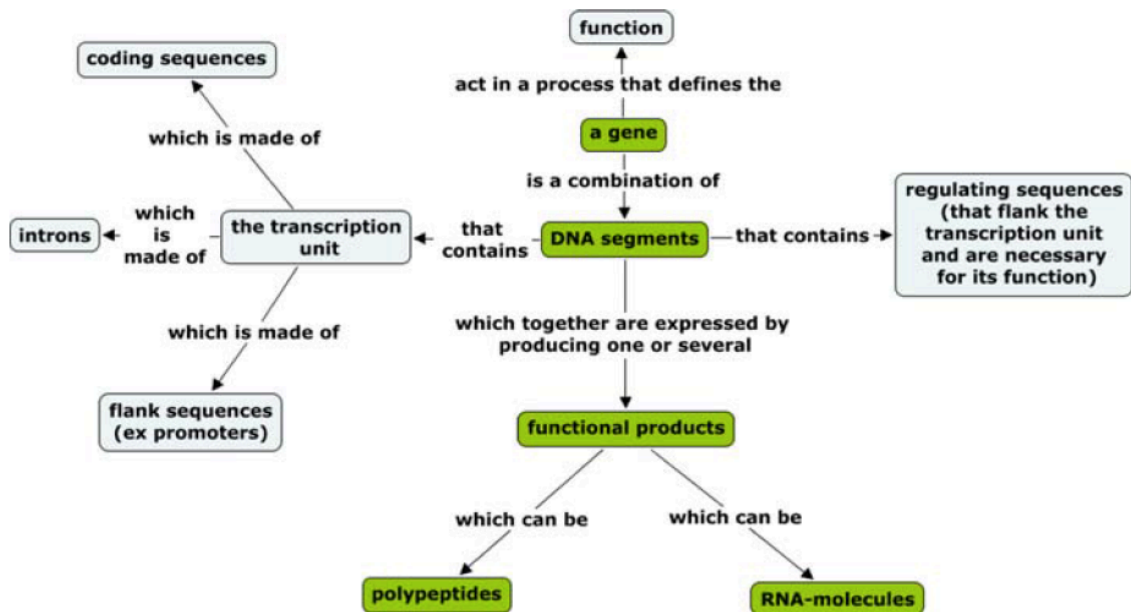 function
coding sequences
act in a process that defines the
which is made of
a gene
is a combination of
regulating sequences
(that flank the
transcription unit
and are necessary
for its function)
introns
which
is
made of
the transcription
unit
that
contains
DNA segments
that contains
which is made of
which together are expressed by
producing one or several
flank sequences
(ex promoters)
functional products
which can be
which can be
polypeptides
RNA-molecules